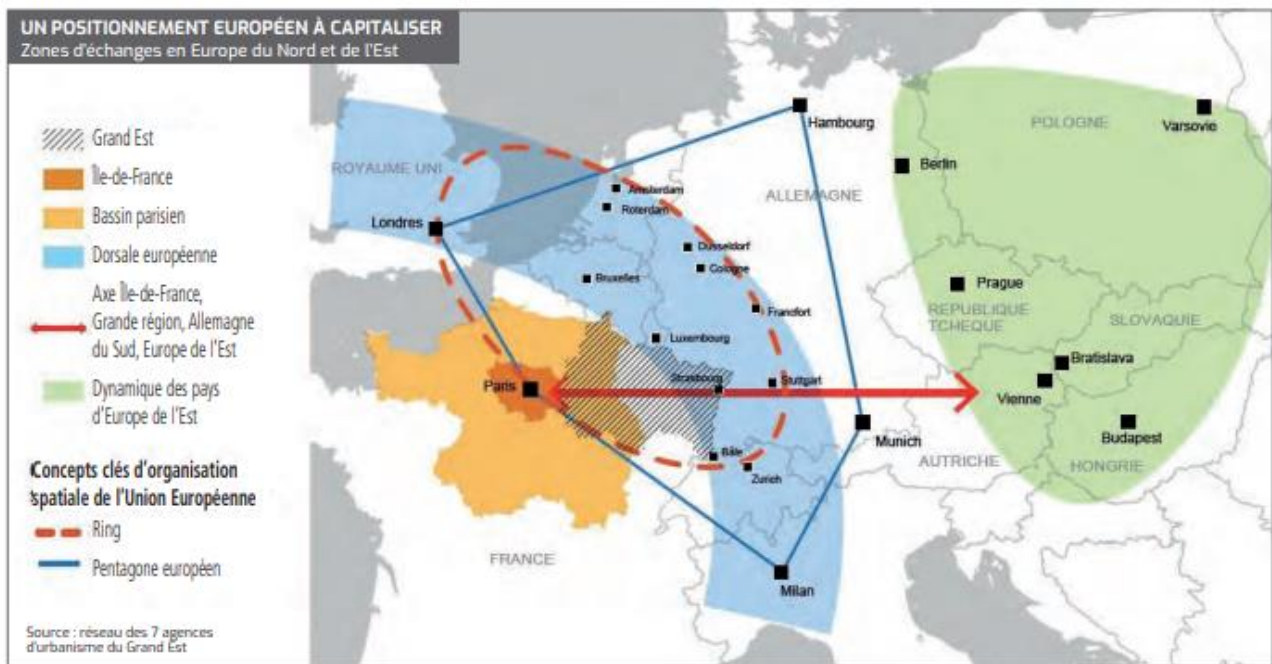 UN POSITIONNEMENT EUROPÉEN À CAPITALISER
Zones d'échanges en Europe du Nord et de l'Est
Grand Est
Île-de-France
Bassin parisien
Dorsale européenne
Axe Île-de-France,
Grande région, Allemagne
du Sud, Europe de l'Est
Dynamique des pays
d'Europe de l'Est
Concepts clés d'organisation
spatiale de l'Union Européenne
Ring
Pentagone européen
Source : réseau des 7 agences
d'urbanisme du Grand Est
Hambourg
POLOGNE
Varsovie
ROYAUME UNI
Berlin
Amsterdam
ALLEMAGNE
Roterdam
Londres
Dusseldorf
Cologne
Bruxelles
Prague
Francfort
REPUBLIQUE
TCHEQUE
SLOVAQUIE
Luxembourg
Bratislava
Paris
Strasbourg
Stuttgart
Vienne
Munich
Budapest
Bâle
AUTRICHE
HONGRIE
Zurich
FRANCE
Milan